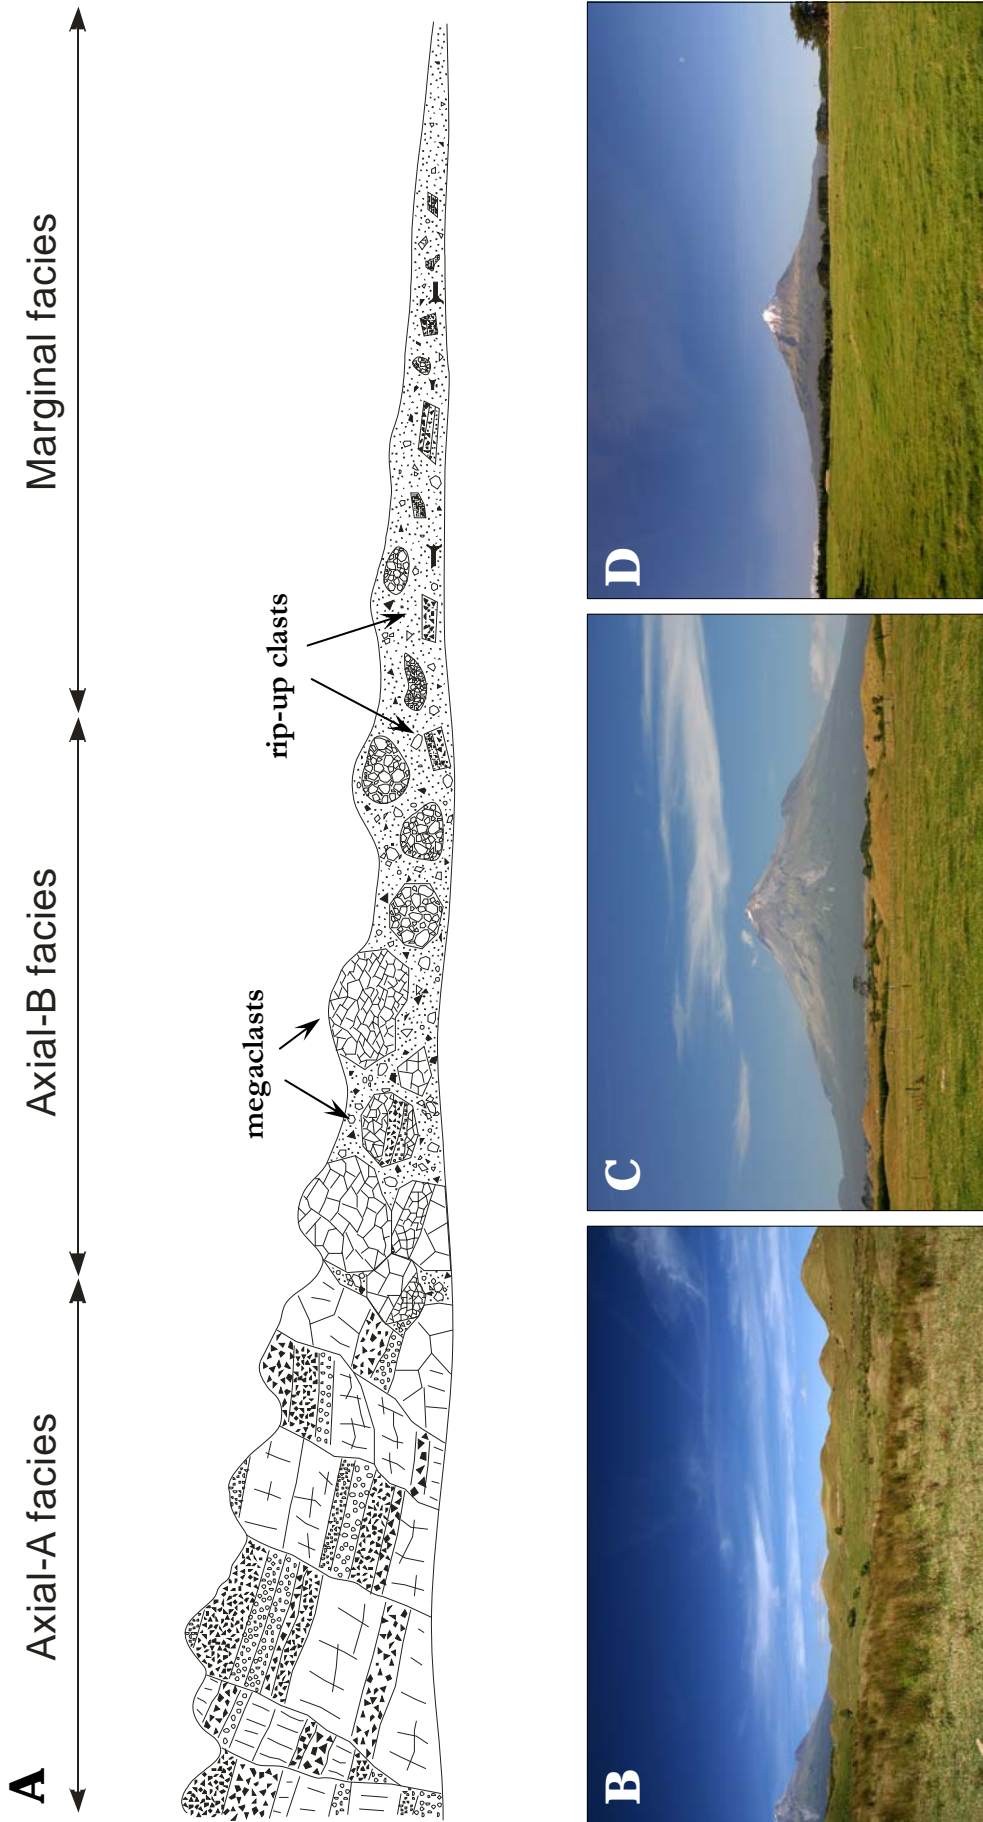 A
Axial-A facies
Axial-B facies
Marginal facies
megaclasts
rip-up clasts
B
C
D